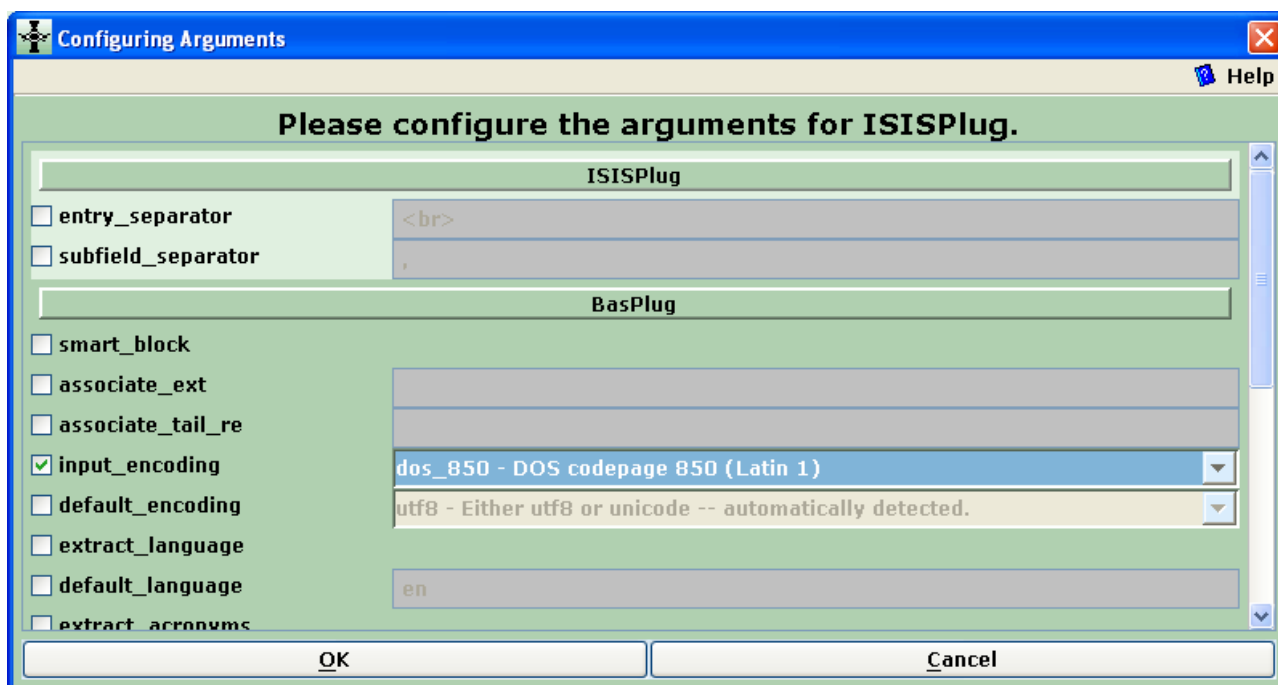 Configuring Arguments
Help
Please configure the arguments for ISISPlug.
ISISPlug
entry_separator <br>
subfield_separator ,
BasPlug
smart_block
associate_ext
associate_tail_re
input_encoding dos_850 - DOS codepage 850 (Latin 1)
default_encoding utf8 - Either utf8 or unicode -- automatically detected.
extract_language
default_language en
extract_acronyms
OK Cancel